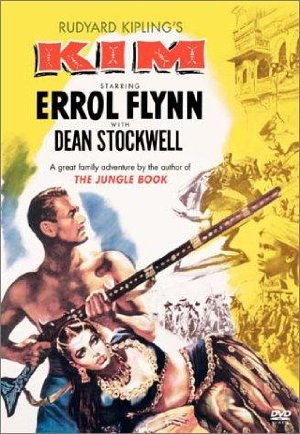 RUDYARD KIPLING'S
KIM
STARRING
ERROL FLYNN
WITH
DEAN STOCKWELL
A great family adventure by the author of
THE JUNGLE BOOK
DVD